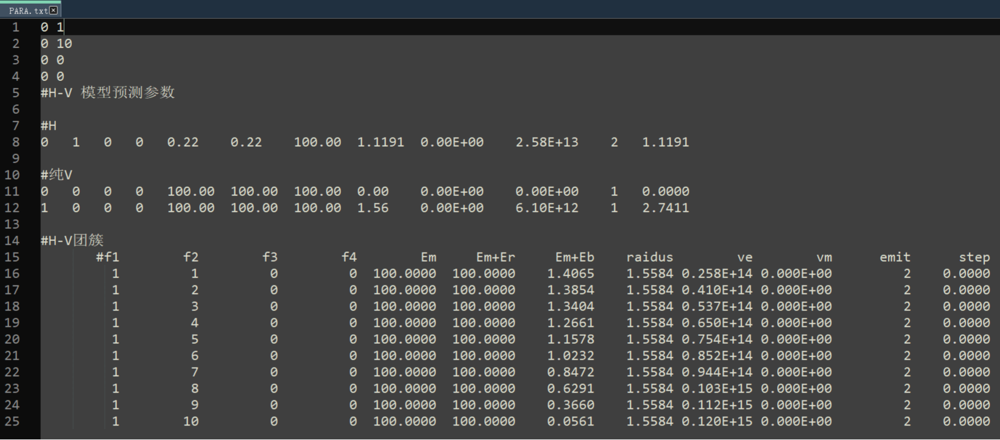 PARA.txt
1 0 1
2 0 10
3 0 0
4 0 0
5 #H-V 模型预测参数
6
7 #H
8 0 1 0 0 0.22 0.22 100.00 1.1191 0.00E+00 2.58E+13 2 1.1191
9
10 #纯V
11 0 0 0 0 100.00 100.00 100.00 0.00 0.00E+00 0.00E+00 1 0.0000
12 1 0 0 0 100.00 100.00 100.00 1.56 0.00E+00 6.10E+12 1 2.7411
13
14 #H-V团簇
15 #f1 f2 f3 f4 Em Em+Er Em+Eb raidus ve vm emit step
16 1 1 0 0 100.0000 100.0000 1.4065 1.5584 0.258E+14 0.000E+00 2 0.0000
17 1 2 0 0 100.0000 100.0000 1.3854 1.5584 0.410E+14 0.000E+00 2 0.0000
18 1 3 0 0 100.0000 100.0000 1.3404 1.5584 0.537E+14 0.000E+00 2 0.0000
19 1 4 0 0 100.0000 100.0000 1.2661 1.5584 0.650E+14 0.000E+00 2 0.0000
20 1 5 0 0 100.0000 100.0000 1.1578 1.5584 0.754E+14 0.000E+00 2 0.0000
21 1 6 0 0 100.0000 100.0000 1.0232 1.5584 0.852E+14 0.000E+00 2 0.0000
22 1 7 0 0 100.0000 100.0000 0.8472 1.5584 0.944E+14 0.000E+00 2 0.0000
23 1 8 0 0 100.0000 100.0000 0.6291 1.5584 0.103E+15 0.000E+00 2 0.0000
24 1 9 0 0 100.0000 100.0000 0.3660 1.5584 0.112E+15 0.000E+00 2 0.0000
25 1 10 0 0 100.0000 100.0000 0.0561 1.5584 0.120E+15 0.000E+00 2 0.0000